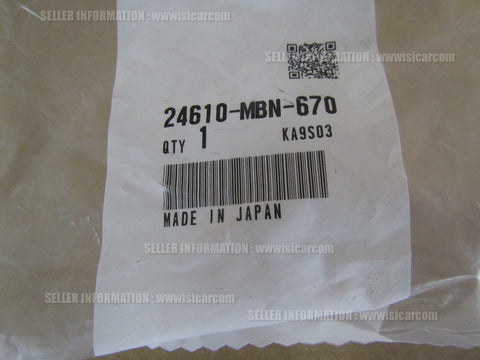 SELLER INFORMATION : wwwisicarcom
SELLER INFORMATION : wwwisicarcom
24610-MBN-670
QTY 1 KA9S03
MADE IN JAPAN
SELLER INFORMATION : wwwisicarcom
SELLER INFORMATION : wwwisicarcom
SELLER INFORMATION : wwwisicarcom